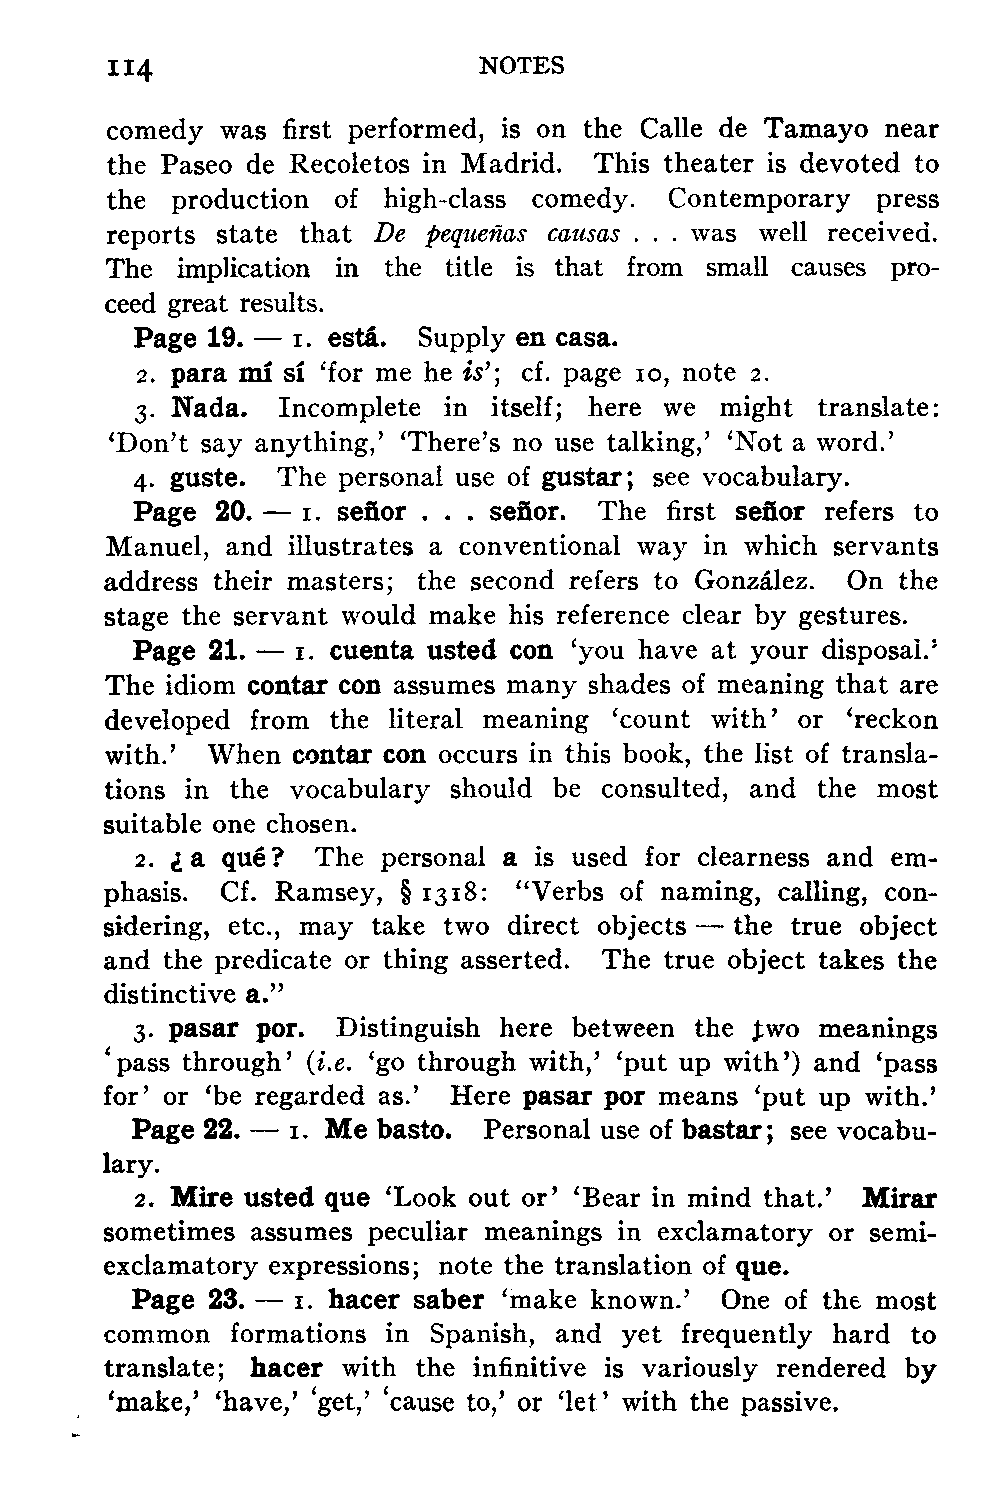 114 NOTES
comedy was first performed, is on the Calle de Tamayo near
the Paseo de Recoletos in Madrid. This theater is devoted to
the production of high-class comedy. Contemporary press
reports state that De pequeñas causas . . . was well received.
The implication in the title is that from small causes pro-
ceed great results.
Page 19. — 1. está. Supply en casa.
2. para mí sí ‘for me he is’; cf. page 10, note 2.
3. Nada. Incomplete in itself; here we might translate:
‘Don’t say anything,’ ‘There’s no use talking,’ ‘Not a word.’
4. guste. The personal use of gustar; see vocabulary.
Page 20. — 1. señor . . . señor. The first señor refers to
Manuel, and illustrates a conventional way in which servants
address their masters; the second refers to González. On the
stage the servant would make his reference clear by gestures.
Page 21. — 1. cuenta usted con ‘you have at your disposal.’
The idiom contar con assumes many shades of meaning that are
developed from the literal meaning ‘count with’ or ‘reckon
with.’ When contar con occurs in this book, the list of transla-
tions in the vocabulary should be consulted, and the most
suitable one chosen.
2. ¿ a qué? The personal a is used for clearness and em-
phasis. Cf. Ramsey, § 1318: “Verbs of naming, calling, con-
sidering, etc., may take two direct objects — the true object
and the predicate or thing asserted. The true object takes the
distinctive a.”
3. pasar por. Distinguish here between the two meanings
‘pass through’ (i.e. ‘go through with,’ ‘put up with’) and ‘pass
for’ or ‘be regarded as.’ Here pasar por means ‘put up with.’
Page 22. — 1. Me basto. Personal use of bastar; see vocabu-
lary.
2. Mire usted que ‘Look out or’ ‘Bear in mind that.’ Mirar
sometimes assumes peculiar meanings in exclamatory or semi-
exclamatory expressions; note the translation of que.
Page 23. — 1. hacer saber ‘make known.’ One of the most
common formations in Spanish, and yet frequently hard to
translate; hacer with the infinitive is variously rendered by
‘make,’ ‘have,’ ‘get,’ ‘cause to,’ or ‘let’ with the passive.